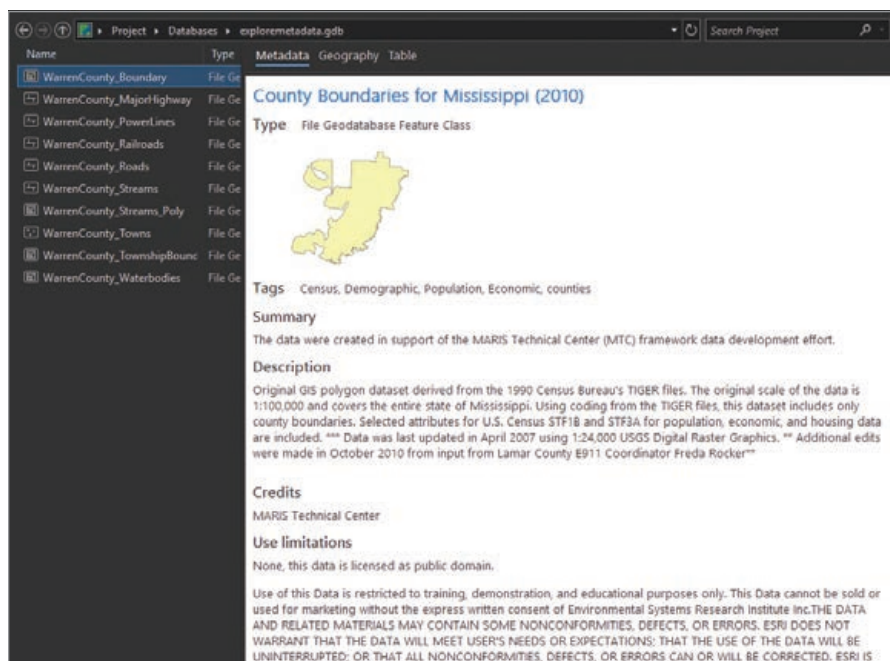 Project Databases exploremetadata.gdb Search Project
Name Type Metadata Geography Table
WarrenCounty_Boundary File Ge
WarrenCounty_MajorHighway File Ge
WarrenCounty_PowerLines File Ge
WarrenCounty_Railroads File Ge
WarrenCounty_Roads File Ge
WarrenCounty_Streams File Ge
WarrenCounty_Streams_Poly File Ge
WarrenCounty_Towns File Ge
WarrenCounty_TownshipBounc File Ge
WarrenCounty_Waterbodies File Ge
County Boundaries for Mississippi (2010)
Type File Geodatabase Feature Class
Tags Census, Demographic, Population, Economic, counties
Summary
The data were created in support of the MARIS Technical Center (MTC) framework data development effort.
Description
Original GIS polygon dataset derived from the 1990 Census Bureau's TIGER files. The original scale of the data is
1:100,000 and covers the entire state of Mississippi. Using coding from the TIGER files, this dataset includes only
county boundaries. Selected attributes for U.S. Census STF1B and STF3A for population, economic, and housing data
are included. *** Data was last updated in April 2007 using 1:24,000 USGS Digital Raster Graphics. ** Additional edits
were made in October 2010 from input from Lamar County E911 Coordinator Freda Rocker**
Credits
MARIS Technical Center
Use limitations
None, this data is licensed as public domain.
Use of this Data is restricted to training, demonstration, and educational purposes only. This Data cannot be sold or
used for marketing without the express written consent of Environmental Systems Research Institute Inc.THE DATA
AND RELATED MATERIALS MAY CONTAIN SOME NONCONFORMITIES, DEFECTS, OR ERRORS. ESRI DOES NOT
WARRANT THAT THE DATA WILL MEET USER'S NEEDS OR EXPECTATIONS; THAT THE USE OF THE DATA WILL BE
UNINTERRUPTED; OR THAT ALL NONCONFORMITIES, DEFECTS, OR ERRORS CAN OR WILL BE CORRECTED. ESRI IS